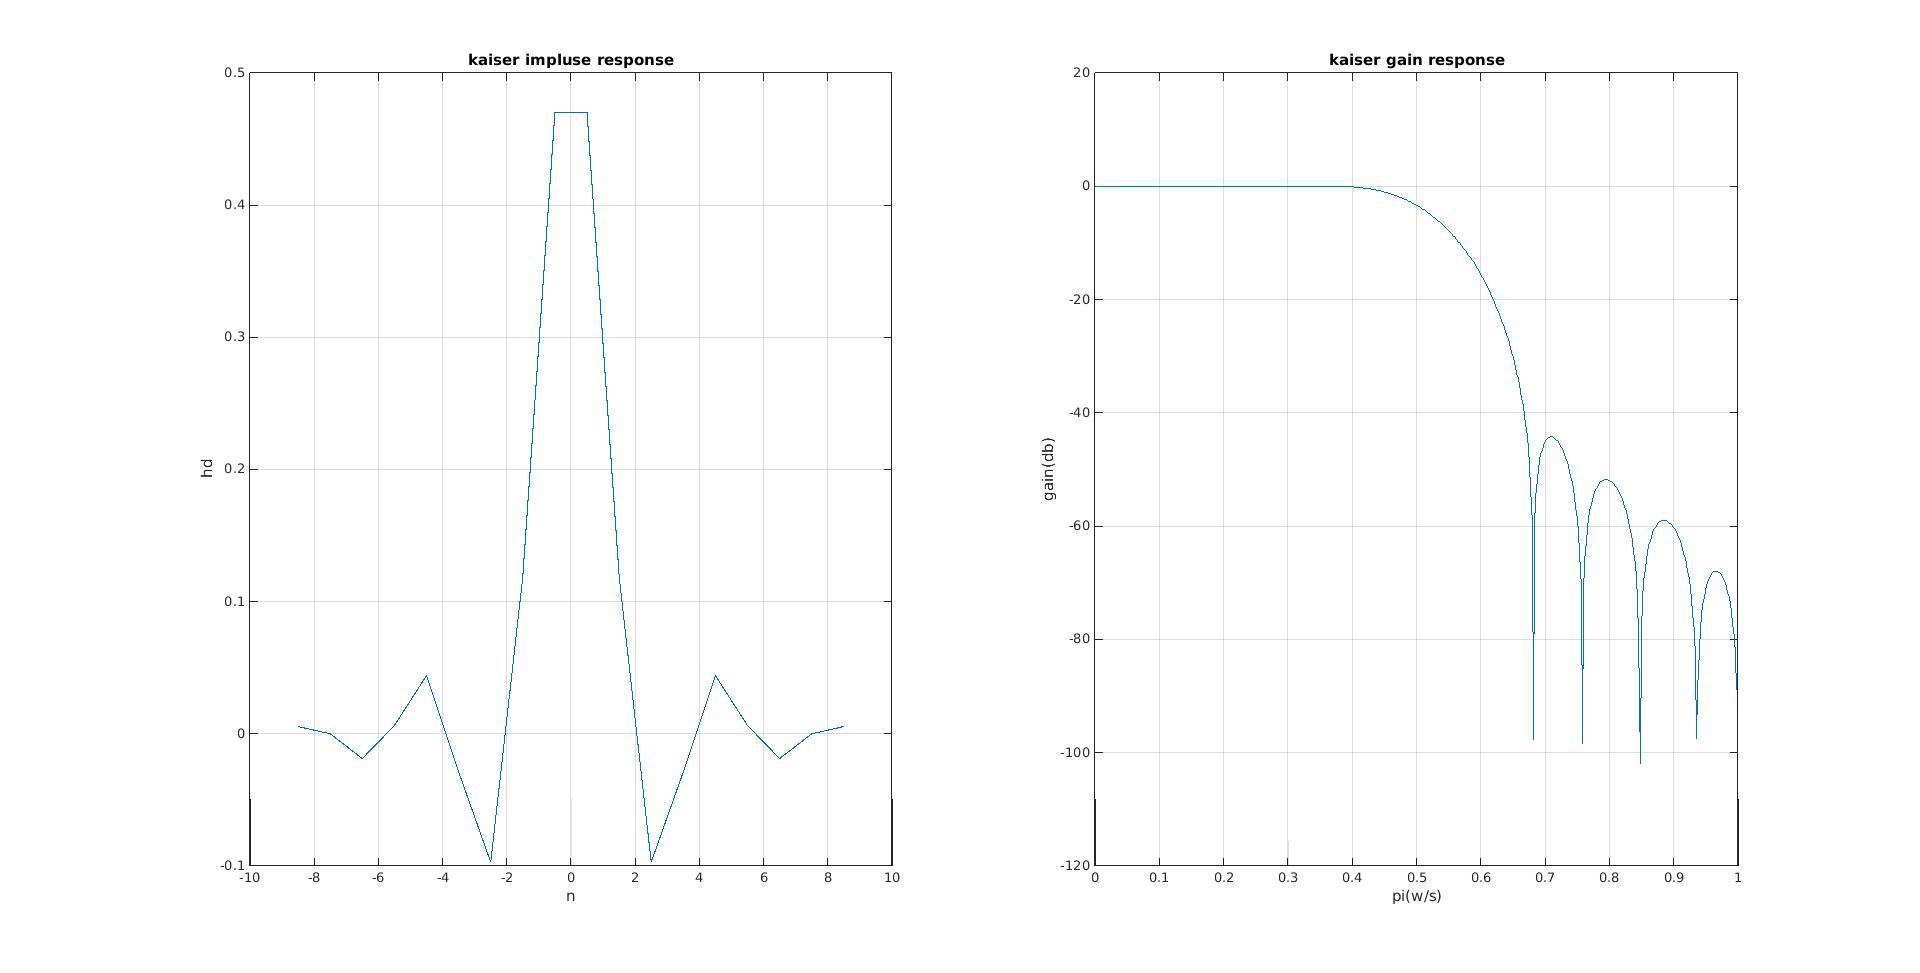 kaiser impluse response
0.5
0.4
0.3
0.2
0.1
0
-0.1
hd
-10 -8 -6 -4 -2 0 2 4 6 8 10
n
kaiser gain response
20
0
-20
-40
-60
-80
-100
-120
gain(db)
0 0.1 0.2 0.3 0.4 0.5 0.6 0.7 0.8 0.9 1
pi(w/s)